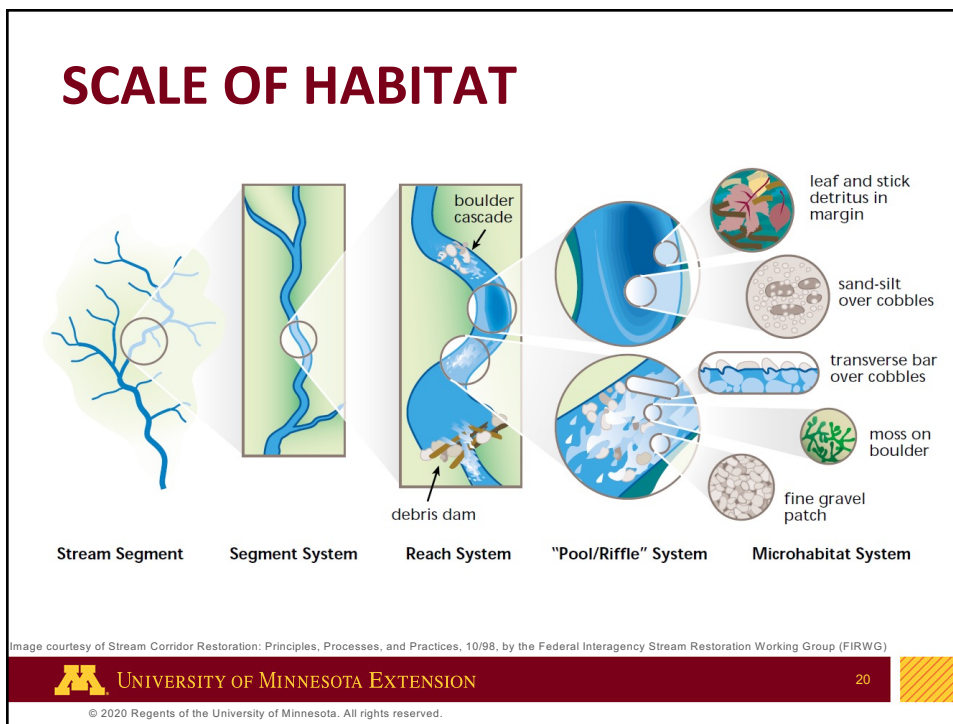 SCALE OF HABITAT
boulder
cascade
debris dam
leaf and stick
detritus in
margin
sand-silt
over cobbles
transverse bar
over cobbles
moss on
boulder
fine gravel
patch
Stream Segment
Segment System
Reach System
"Pool/Riffle" System
Microhabitat System
Image courtesy of Stream Corridor Restoration: Principles, Processes, and Practices, 10/98, by the Federal Interagency Stream Restoration Working Group (FIRWG)
M
UNIVERSITY OF MINNESOTA EXTENSION
20
© 2020 Regents of the University of Minnesota. All rights reserved.